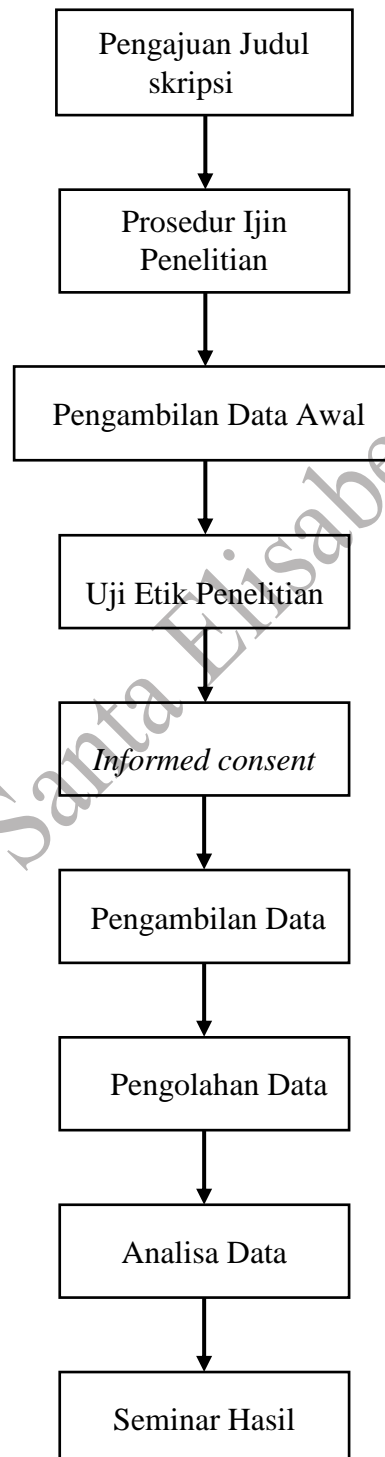 Pengajuan Judul
skripsi
Prosedur Ijin
Penelitian
Pengambilan Data Awal
Uji Etik Penelitian
Informed consent
Pengambilan Data
Pengolahan Data
Analisa Data
Seminar Hasil
Santa